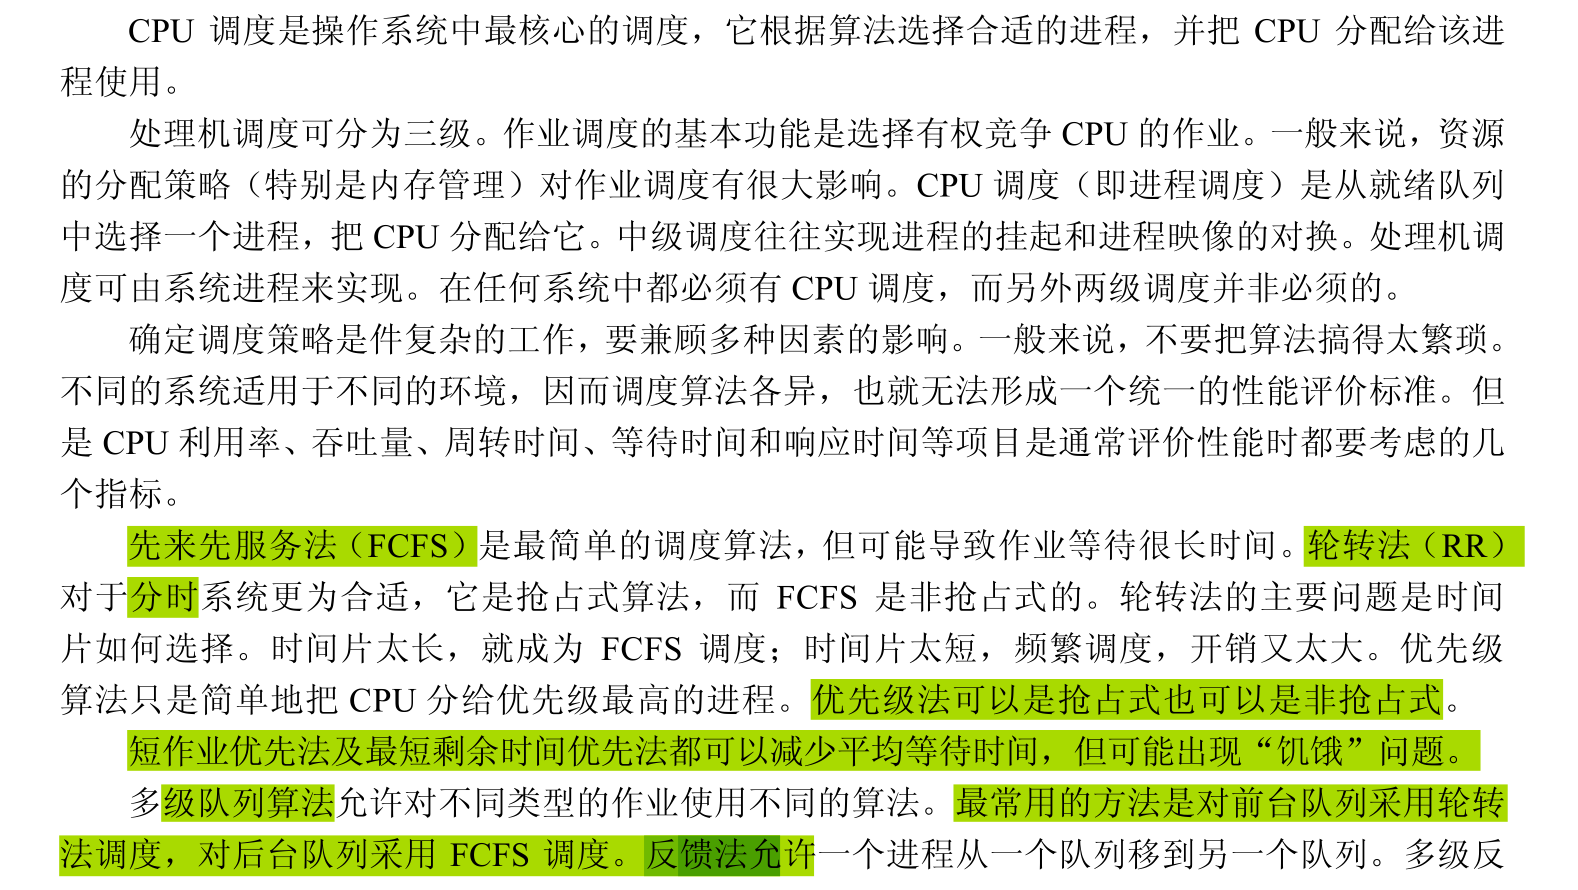 CPU 调度是操作系统中最核心的调度，它根据算法选择合适的进程，并把 CPU 分配给该进
程使用。
处理机调度可分为三级。作业调度的基本功能是选择有权竞争 CPU 的作业。一般来说，资源
的分配策略（特别是内存管理）对作业调度有很大影响。CPU 调度（即进程调度）是从就绪队列
中选择一个进程，把 CPU 分配给它。中级调度往往实现进程的挂起和进程映像的对换。处理机调
度可由系统进程来实现。在任何系统中都必须有 CPU 调度，而另外两级调度并非必须的。
确定调度策略是件复杂的工作，要兼顾多种因素的影响。一般来说，不要把算法搞得太繁琐。
不同的系统适用于不同的环境，因而调度算法各异，也就无法形成一个统一的性能评价标准。但
是 CPU 利用率、吞吐量、周转时间、等待时间和响应时间等项目是通常评价性能时都要考虑的几
个指标。
先来先服务法（FCFS）是最简单的调度算法，但可能导致作业等待很长时间。轮转法（RR）
对于分时系统更为合适，它是抢占式算法，而 FCFS 是非抢占式的。轮转法的主要问题是时间
片如何选择。时间片太长，就成为 FCFS 调度；时间片太短，频繁调度，开销又太大。优先级
算法只是简单地把 CPU 分给优先级最高的进程。优先级法可以是抢占式也可以是非抢占式。
短作业优先法及最短剩余时间优先法都可以减少平均等待时间，但可能出现“饥饿”问题。
多级队列算法允许对不同类型的作业使用不同的算法。最常用的方法是对前台队列采用轮转
法调度，对后台队列采用 FCFS 调度。反馈法允许一个进程从一个队列移到另一个队列。多级反